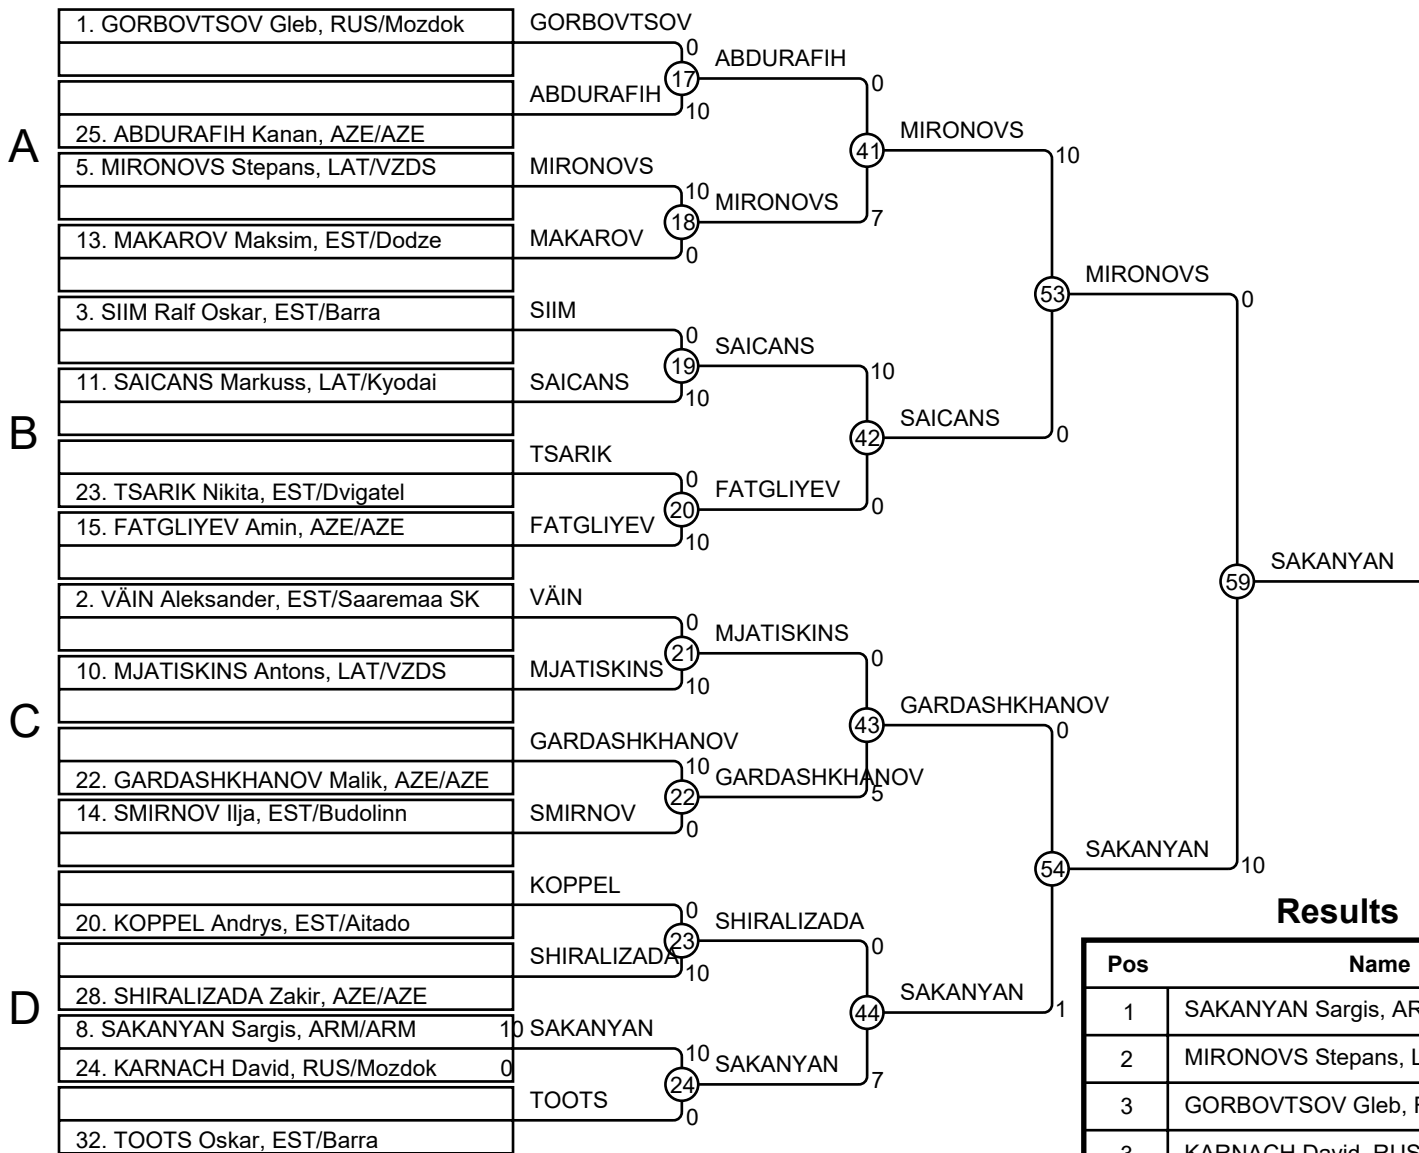 A
1. GORBOVTSOV Gleb, RUS/Mozdok
25. ABDURAFIH Kanan, AZE/AZE
5. MIRONOVS Stepans, LAT/VZDS
13. MAKAROV Maksim, EST/Dodze
B
3. SIIM Ralf Oskar, EST/Barra
11. SAICANS Markuss, LAT/Kyodai
23. TSARIK Nikita, EST/Dvigatel
15. FATGLIYEV Amin, AZE/AZE
C
2. VÄIN Aleksander, EST/Saaremaa SK
10. MJATISKINS Antons, LAT/VZDS
22. GARDASHKHANOV Malik, AZE/AZE
14. SMIRNOV Ilja, EST/Budolinn
D
20. KOPPEL Andrys, EST/Aitado
28. SHIRALIZADA Zakir, AZE/AZE
8. SAKANYAN Sargis, ARM/ARM 10
24. KARNACH David, RUS/Mozdok 0
32. TOOTS Oskar, EST/Barra
GORBOVTSOV
0
17
ABDURAFIH
10
MIRONOVS
10
18
MAKAROV
0
SIIM
0
19
SAICANS
10
TSARIK
0
20
FATGLIYEV
10
VÄIN
0
21
MJATISKINS
10
GARDASHKHANOV
10
22
SMIRNOV
0
KOPPEL
0
23
SHIRALIZADA
10
SAKANYAN
10
24
TOOTS
0
ABDURAFIH
0
41
MIRONOVS
7
SAICANS
10
42
FATGLIYEV
0
MJATISKINS
0
43
GARDASHKHANOV
5
SHIRALIZADA
0
44
SAKANYAN
7
MIRONOVS
10
53
SAICANS
0
GARDASHKHANOV
0
54
SAKANYAN
1
MIRONOVS
0
59
SAKANYAN
10
SAKANYAN
Results
Pos Name
1 SAKANYAN Sargis, AR
2 MIRONOVS Stepans, L
3 GORBOVTSOV Gleb,
3 KARNACH David, RUS